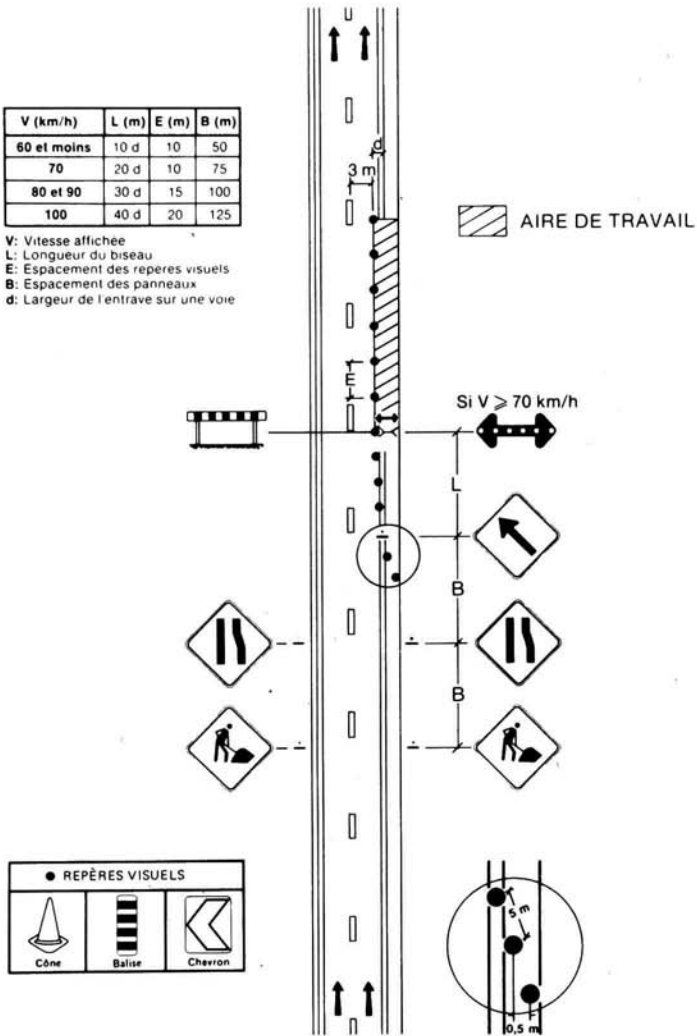 V (km/h) L (m) E (m) B (m)
60 et moins 10 d 10 50
70 20 d 10 75
80 et 90 30 d 15 100
100 40 d 20 125
V: Vitesse affichée
L: Longueur du biseau
E: Espacement des repères visuels
B: Espacement des panneaux
d: Largeur de l'entrave sur une voie
d
3 m
AIRE DE TRAVAIL
E
Si V ⩾ 70 km/h
L
B
B
REPÈRES VISUELS
Cône Balise Chevron
5 m
0,5 m